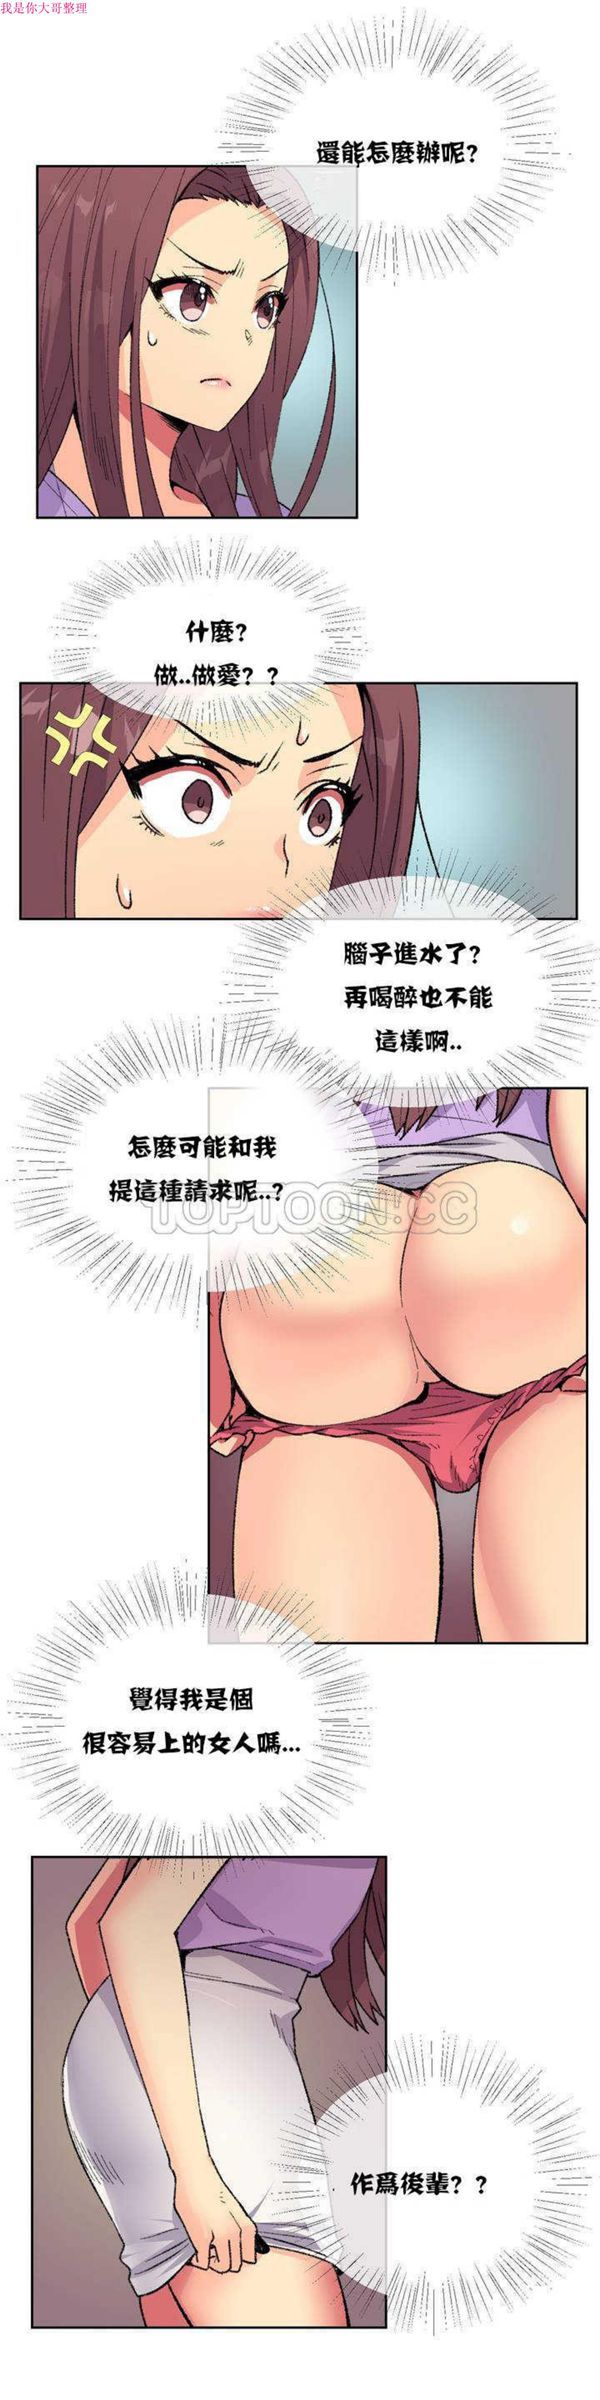 我是你大哥整理
還能怎麼辦呢?
什麼?
做..做愛? ?
腦子進水了?
再喝醉也不能
這樣啊..
怎麼可能和我
提這種請求呢..?
TOPTOON.CC
覺得我是個
很容易上的女人嗎...
作爲後輩? ?